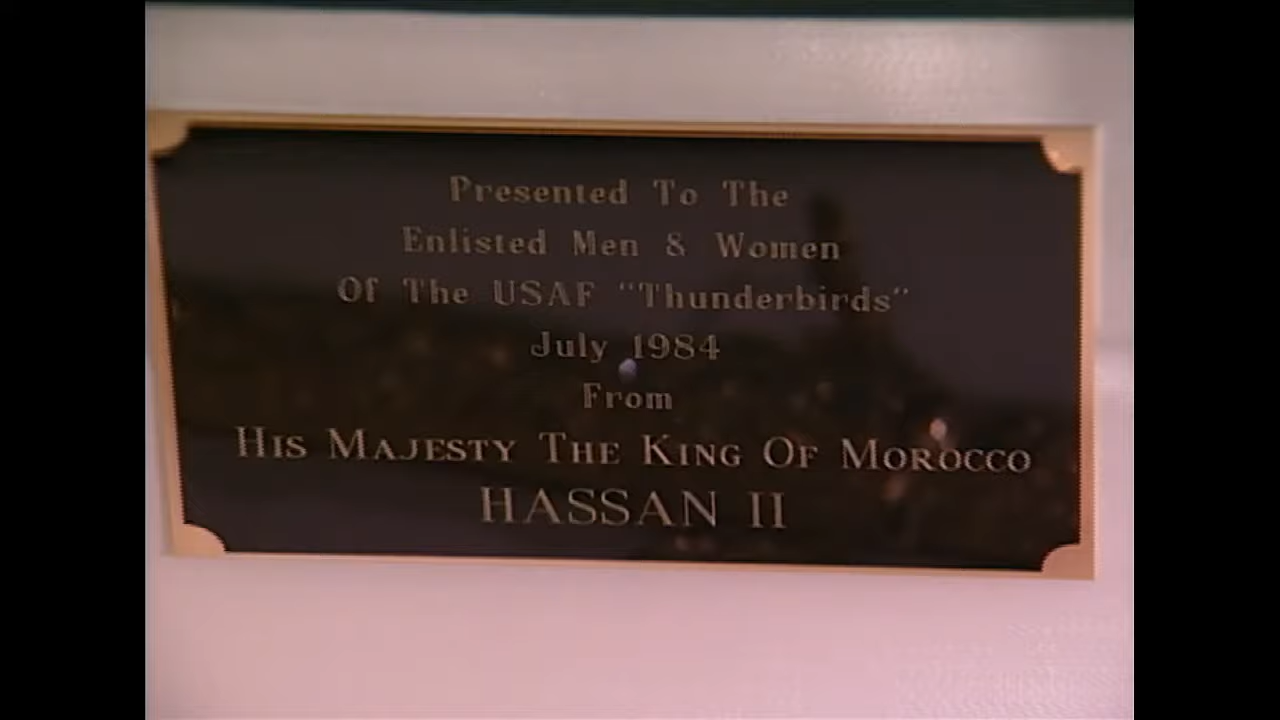 Presented To The
Enlisted Men & Women
Of The USAF "Thunderbirds"
July 1984
From
HIS MAJESTY THE KING OF MOROCCO
HASSAN II